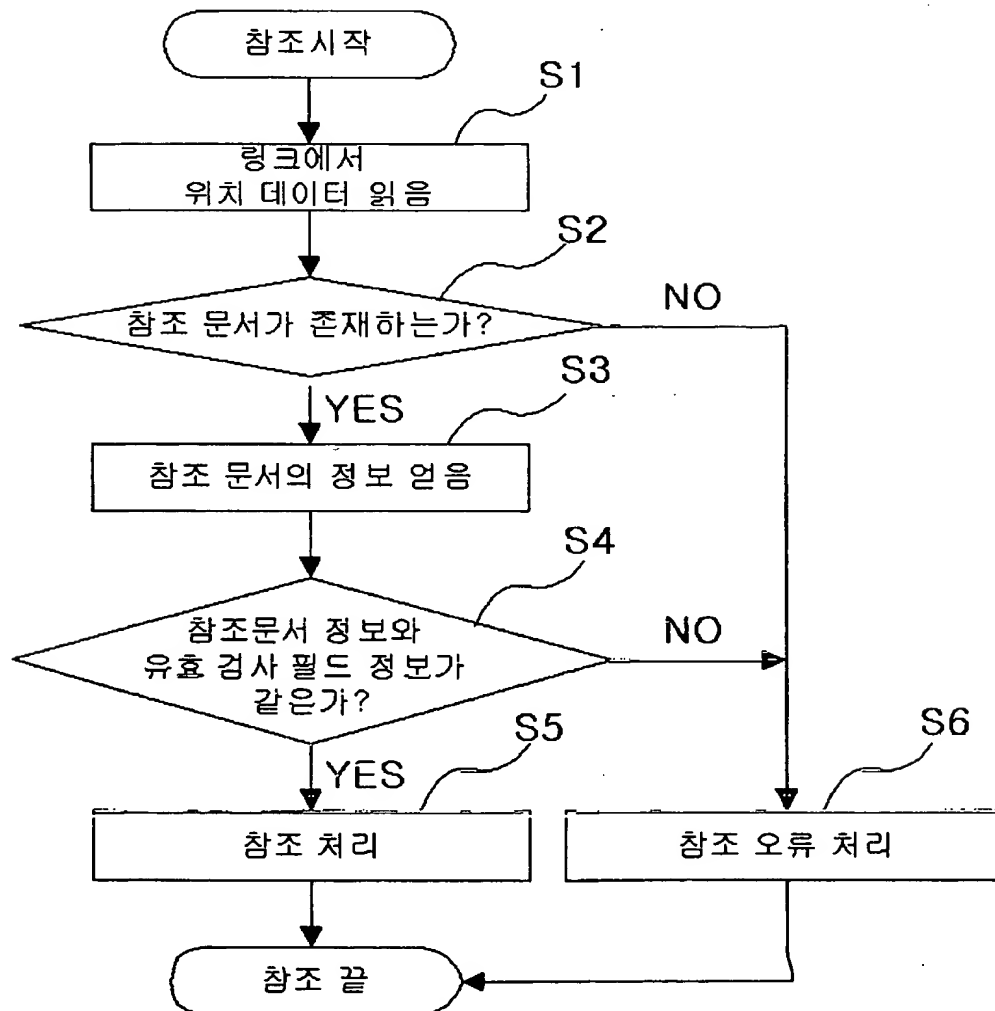 참조시작
S1
링크에서
위치 데이터 읽음
S2
참조 문서가 존재하는가?
NO
YES
S3
참조 문서의 정보 얻음
S4
참조문서 정보와
유효 검사 필드 정보가
같은가?
NO
YES
S5
참조 처리
S6
참조 오류 처리
참조 끝